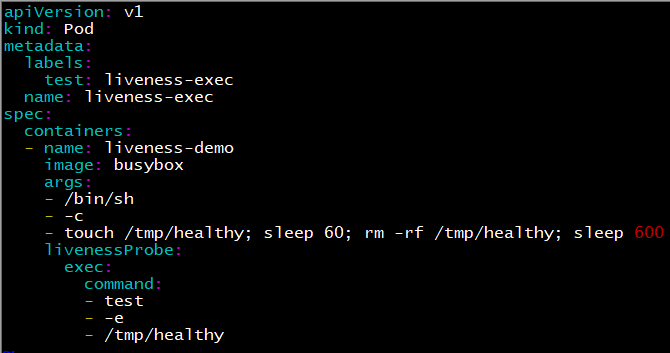 apiVersion: v1
kind: Pod
metadata:
  labels:
    test: liveness-exec
  name: liveness-exec
spec:
  containers:
  - name: liveness-demo
    image: busybox
    args:
    - /bin/sh
    - -c
    - touch /tmp/healthy; sleep 60; rm -rf /tmp/healthy; sleep 600
    livenessProbe:
      exec:
        command:
        - test
        - -e
        - /tmp/healthy